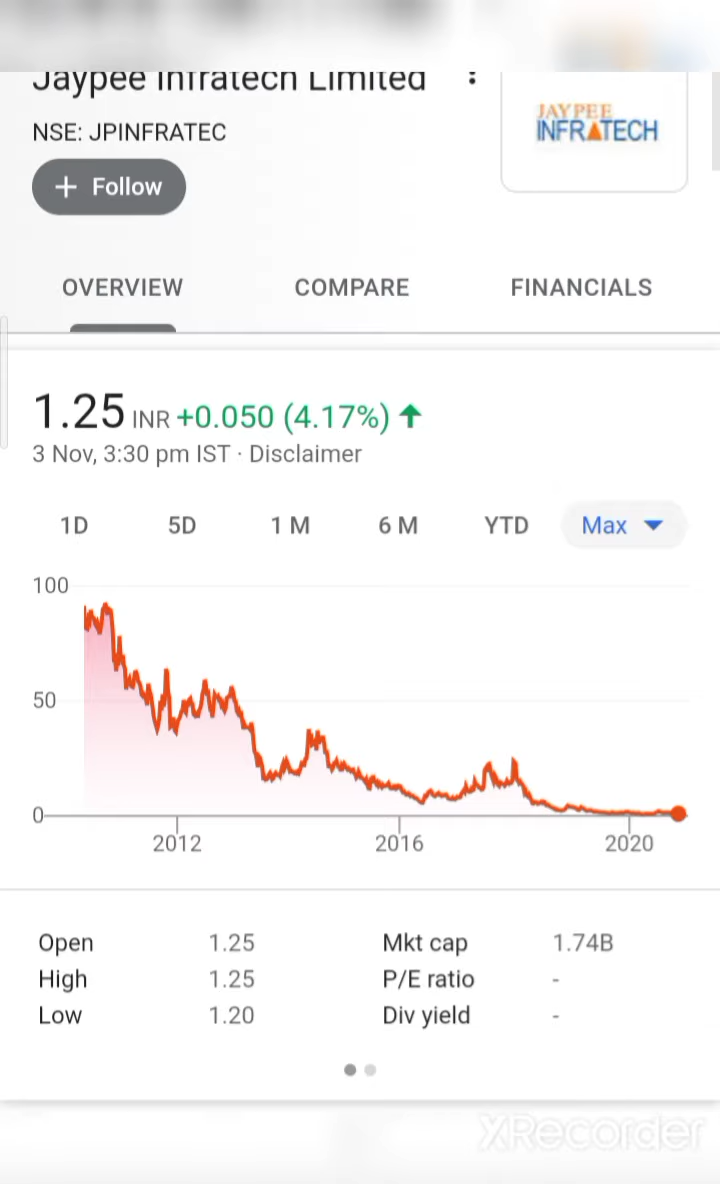 Jaypee Infratech Limited
NSE: JPINFRATEC
JAYPEE
INFRATECH
+ Follow
OVERVIEW COMPARE FINANCIALS
1.25 INR +0.050 (4.17%)
3 Nov, 3:30 pm IST · Disclaimer
1D 5D 1 M 6 M YTD Max
100
50
0
2012 2016 2020
Open 1.25 Mkt cap 1.74B
High 1.25 P/E ratio -
Low 1.20 Div yield -
XRecorder